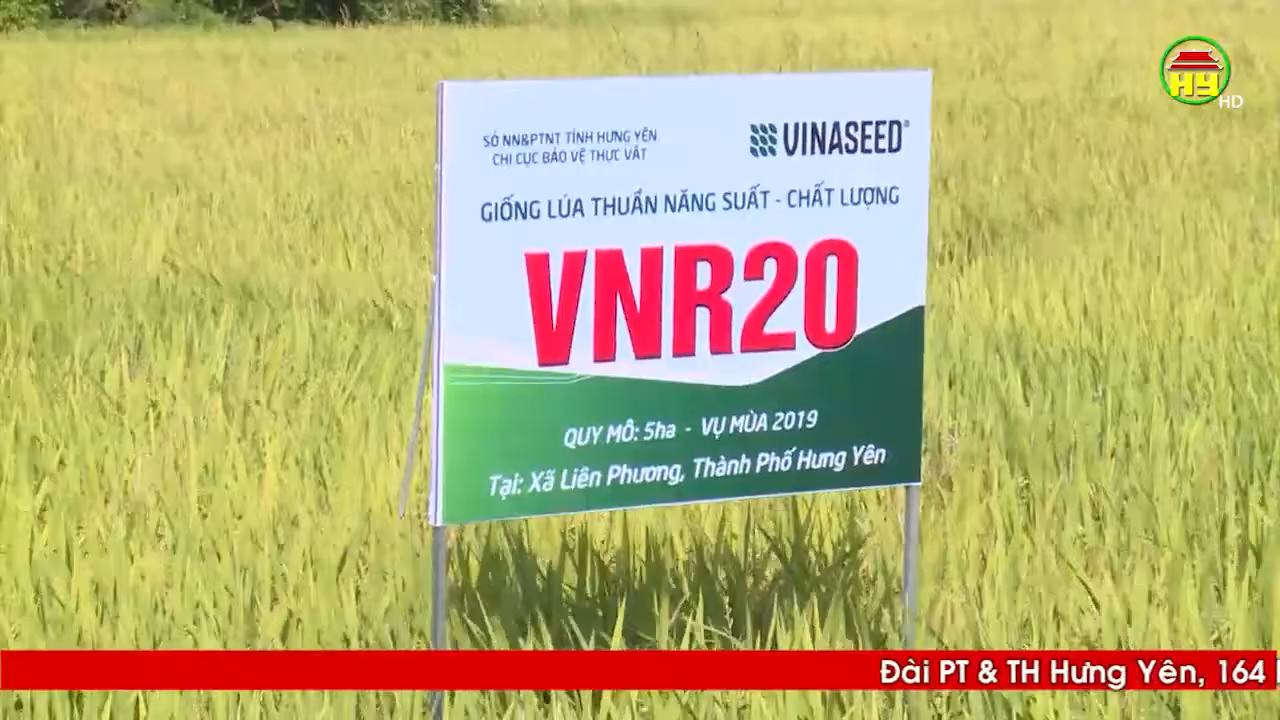 HY
HD
SỞ NN&PTNT TỈNH HƯNG YÊN
CHI CỤC BẢO VỆ THỰC VẬT
VINASEED®
GIỐNG LÚA THUẦN NĂNG SUẤT - CHẤT LƯỢNG
VNR20
QUY MÔ: 5ha - VỤ MÙA 2019
Tại: Xã Liên Phương, Thành Phố Hưng Yên
Đài PT & TH Hưng Yên, 164